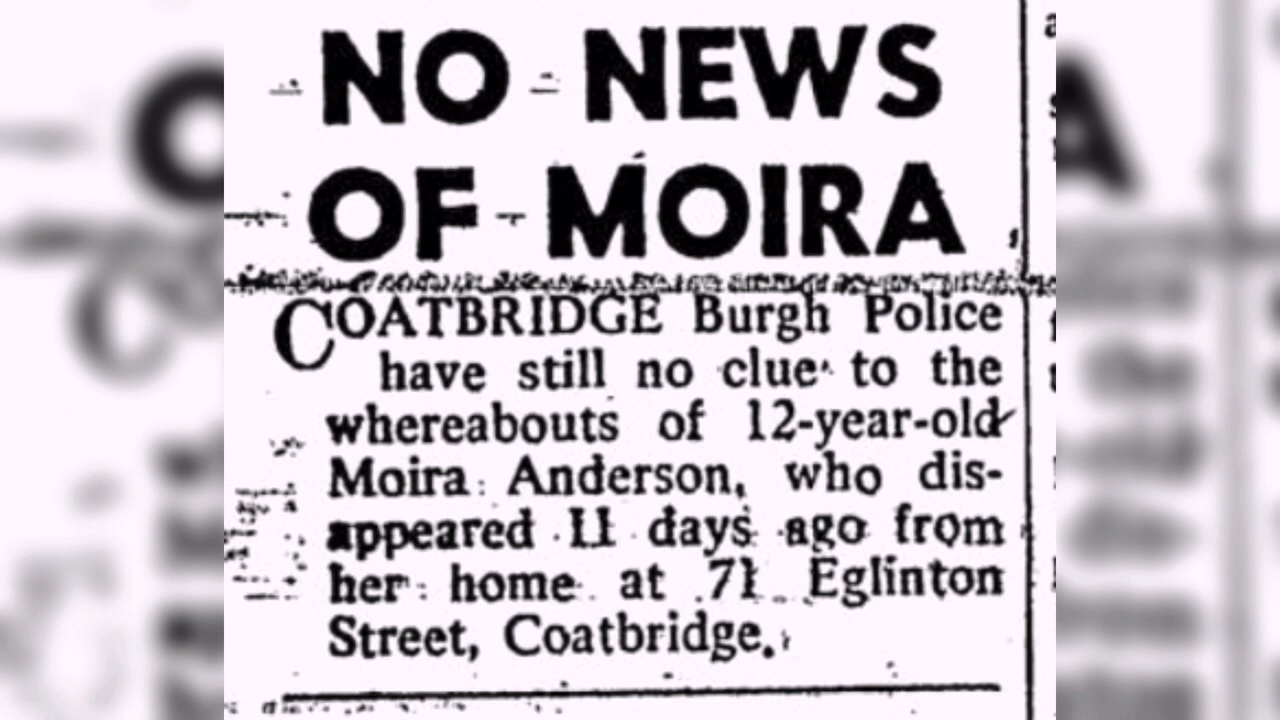 NO NEWS
OF MOIRA
COATBRIDGE Burgh Police
have still no clue to the
whereabouts of 12-year-old
Moira Anderson, who dis-
appeared 11 days ago from
her home at 71 Eglinton
Street, Coatbridge.